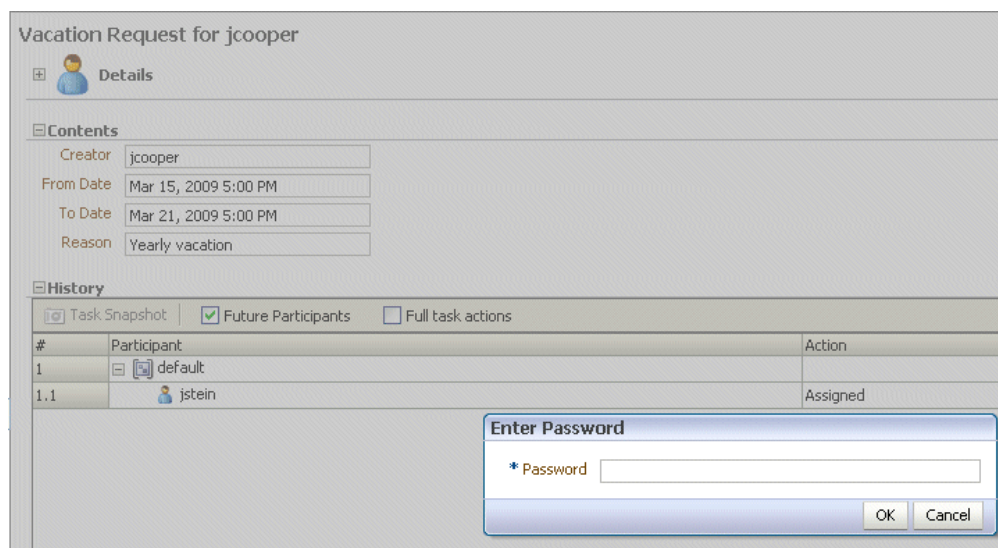 Vacation Request for jcooper
Details
Contents
Creator jcooper
From Date Mar 15, 2009 5:00 PM
To Date Mar 21, 2009 5:00 PM
Reason Yearly vacation
History
Task Snapshot Future Participants Full task actions
# Participant Action
1 default
1.1 jstein Assigned
Enter Password
* Password
OK Cancel